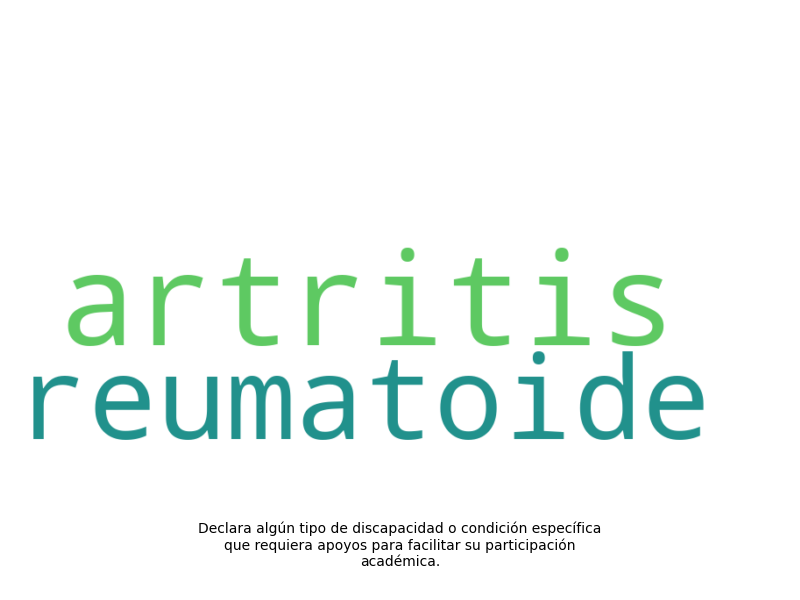 artritis
reumatoide
Declara algún tipo de discapacidad o condición específica
que requiera apoyos para facilitar su participación
académica.